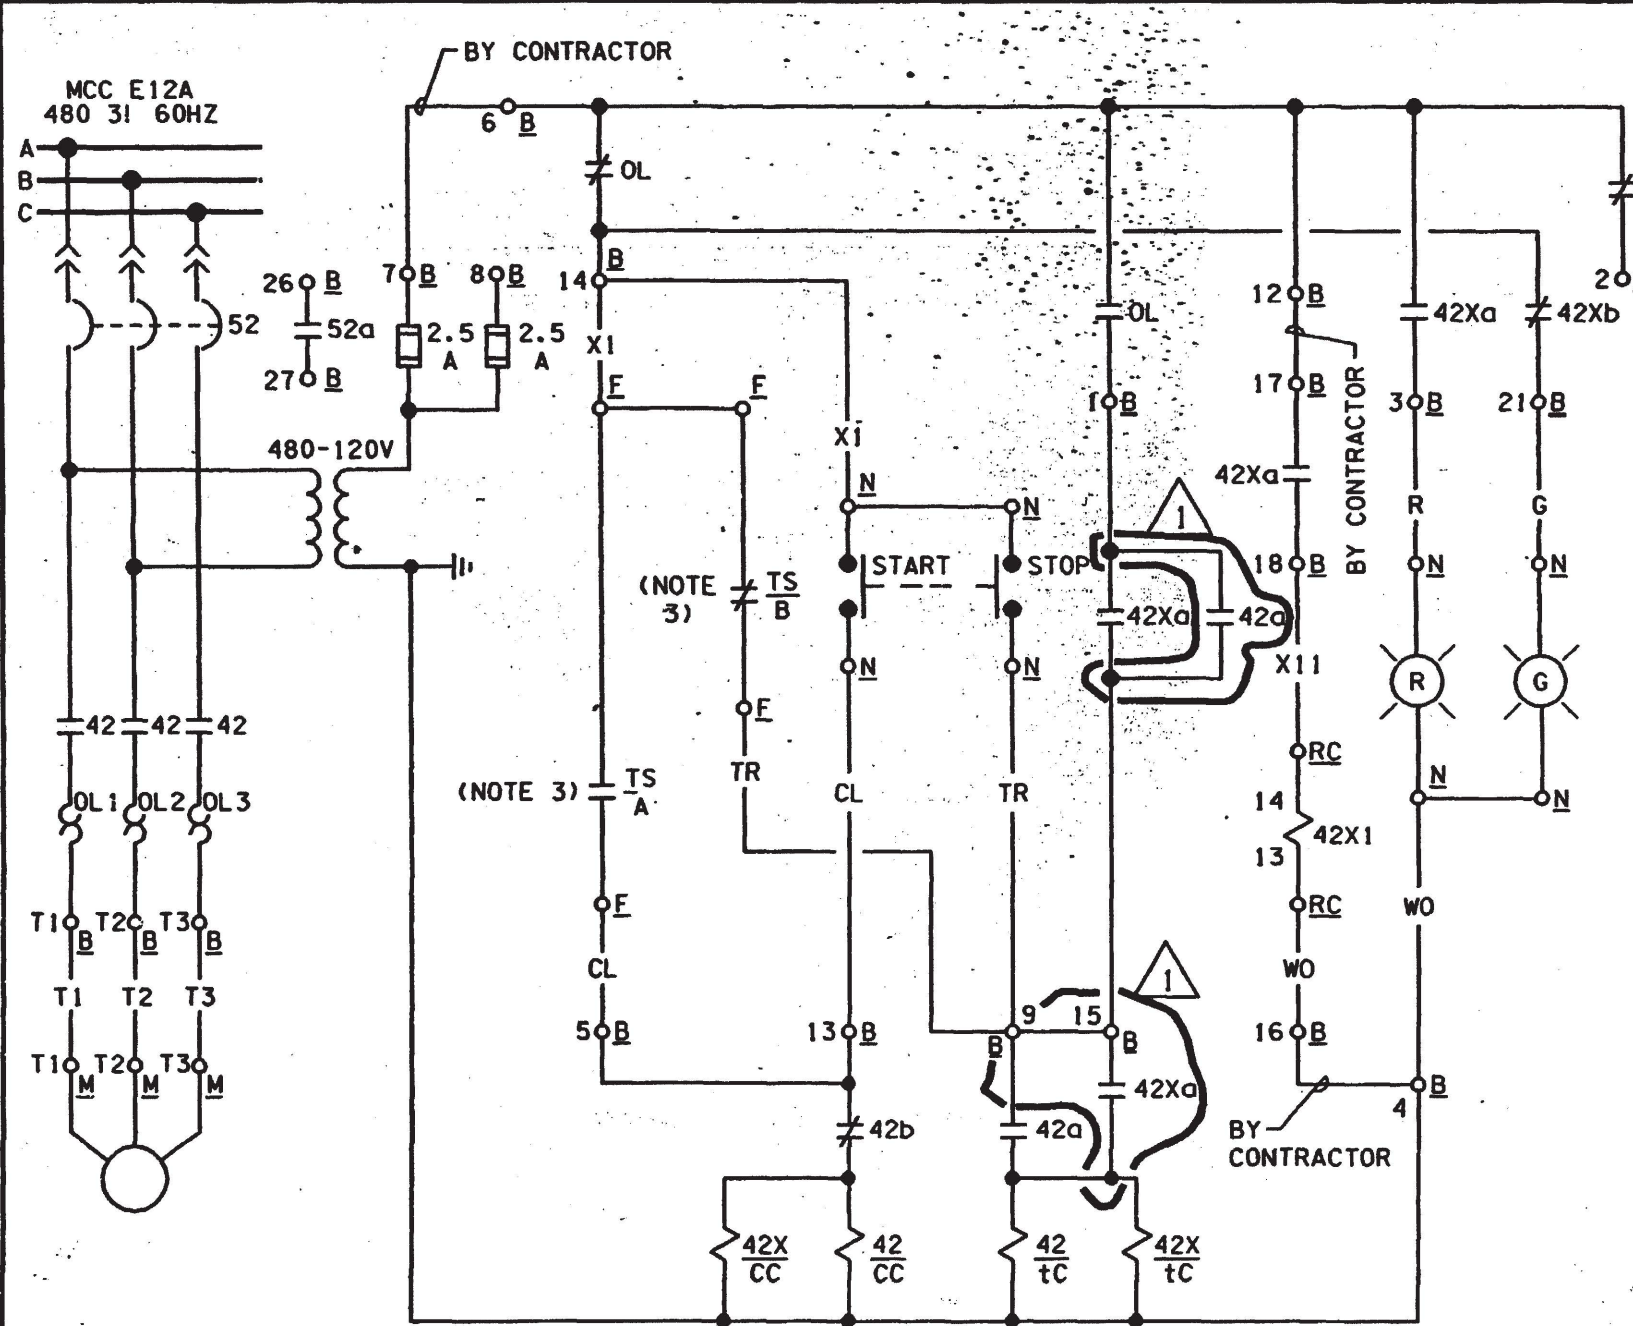 BY CONTRACTOR
MCC E12A
480 3! 60HZ
A
B
C
6 B
OL
B
14
26 B
7 B
8 B
52
52a
27 B
2.5 A
2.5 A
X1
F
F
OL
12 B
42Xa
42Xb
2
17 B
BY CONTRACTOR
1 B
3 B
21 B
480-120V
X1
N
N
42Xa
R
G
1
START
STOP
18 B
N
N
(NOTE 3)
TS
B
42Xa
42a
N
N
X11
R
G
F
42
42
42
RC
TR
(NOTE 3)
TS
A
CL
TR
N
N
OL1
OL2
OL3
14
42X1
13
F
RC
WO
T1
B
T2
B
T3
B
CL
WO
1
T1
T2
T3
5 B
13 B
9
B
15
B
16 B
T1
M
T2
M
T3
M
42Xa
B
4
42b
42a
BY
CONTRACTOR
42X
CC
42
CC
42
tC
42X
tC